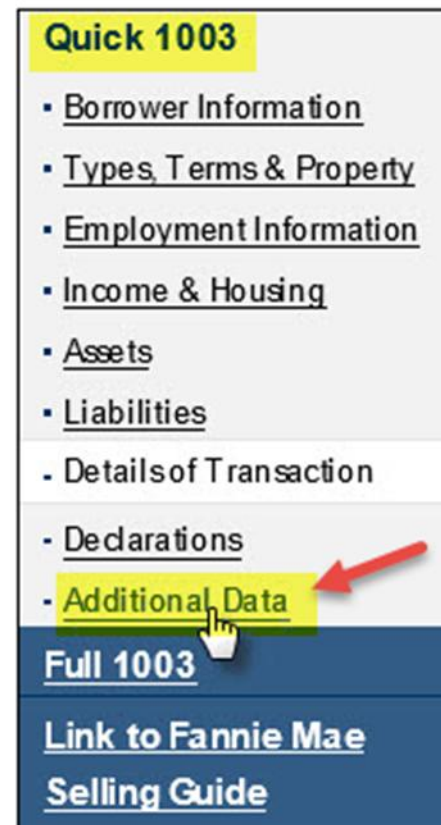 Quick 1003
Borrower Information
Types, Terms & Property
Employment Information
Income & Housing
Assets
Liabilities
Details of Transaction
Declarations
Additional Data
Full 1003
Link to Fannie Mae
Selling Guide